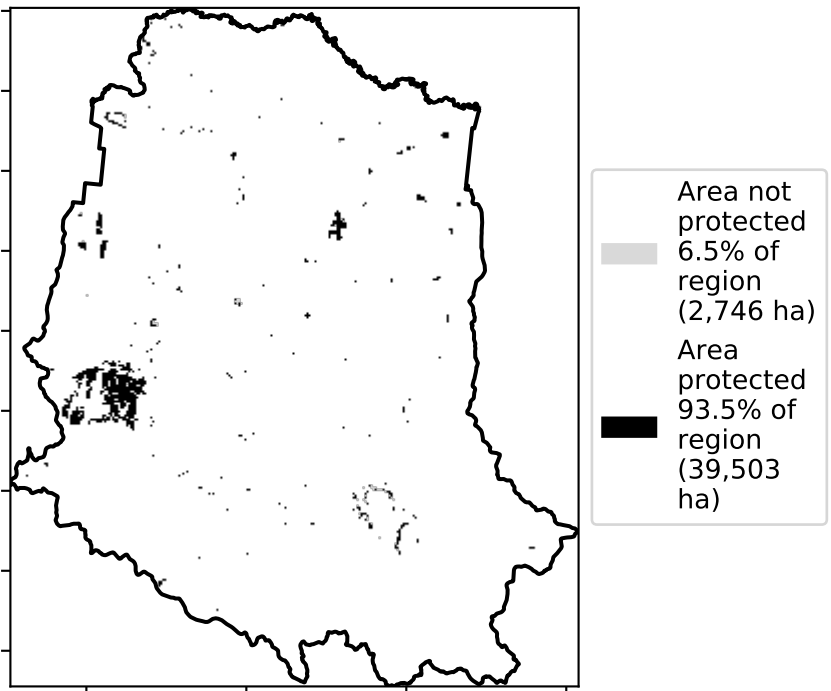 Area not
protected
6.5% of
region
(2,746 ha)
Area
protected
93.5% of
region
(39,503
ha)